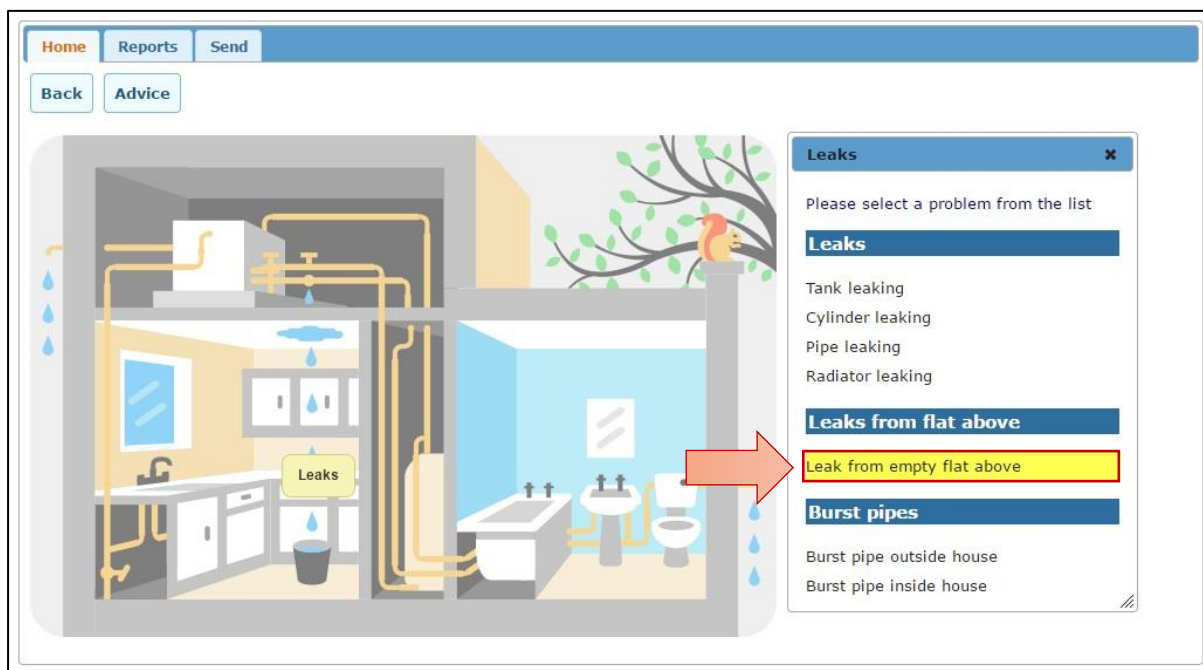 Home Reports Send
Back Advice
Leaks
Leaks
Please select a problem from the list
Leaks
Tank leaking
Cylinder leaking
Pipe leaking
Radiator leaking
Leaks from flat above
Leak from empty flat above
Burst pipes
Burst pipe outside house
Burst pipe inside house